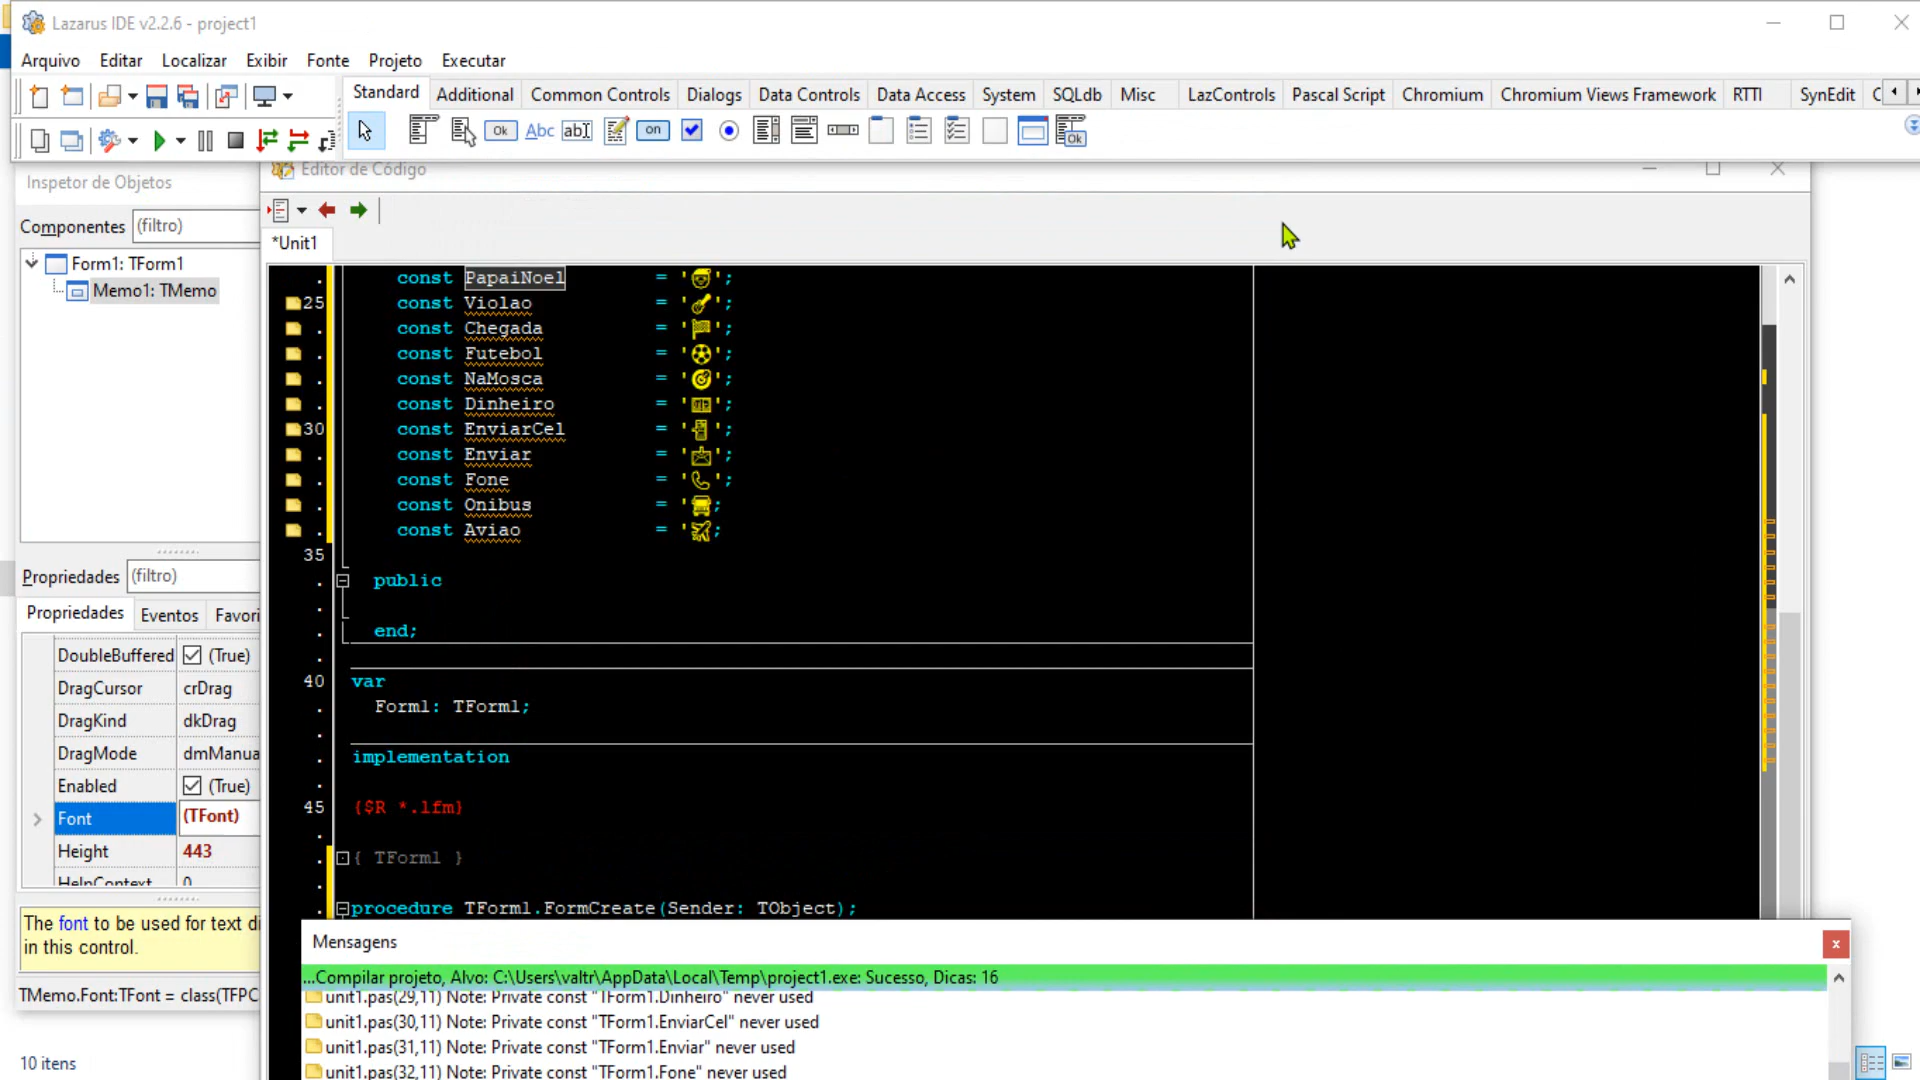 Lazarus IDE v2.2.6 - project1
Arquivo Editar Localizar Exibir Fonte Projeto Executar
Standard Additional Common Controls Dialogs Data Controls Data Access System SQLdb Misc LazControls Pascal Script Chromium Chromium Views Framework RTTI SynEdit C
Ok Abc abI on Ok
Inspetor de Objetos
Componentes (filtro)
Form1: TForm1
Memo1: TMemo
Propriedades (filtro)
Propriedades Eventos Favori
DoubleBuffered (True)
DragCursor crDrag
DragKind dkDrag
DragMode dmManua
Enabled (True)
Font (TFont)
Height 443
HelpContext 0
The font to be used for text di
in this control.
TMemo.Font:TFont = class(TFPC
10 itens
Editor de Código
*Unit1
. const PapaiNoel = '🎅';
25 const Violao = '🎸';
. const Chegada = '🏁';
. const Futebol = '⚽';
. const NaMosca = '🎯';
. const Dinheiro = '💵';
30 const EnviarCel = '📲';
. const Enviar = '📩';
. const Fone = '📞';
. const Onibus = '🚍;
. const Aviao = '🛩;
35
. public
.
. end;
.
40 var
. Form1: TForm1;
.
. implementation
.
45 {$R *.lfm}
.
. { TForm1 }
.
. procedure TForm1.FormCreate(Sender: TObject);
Mensagens
...Compilar projeto, Alvo: C:\Users\valtr\AppData\Local\Temp\project1.exe: Sucesso, Dicas: 16
unit1.pas(29,11) Note: Private const "TForm1.Dinheiro" never used
unit1.pas(30,11) Note: Private const "TForm1.EnviarCel" never used
unit1.pas(31,11) Note: Private const "TForm1.Enviar" never used
unit1.pas(32,11) Note: Private const "TForm1.Fone" never used